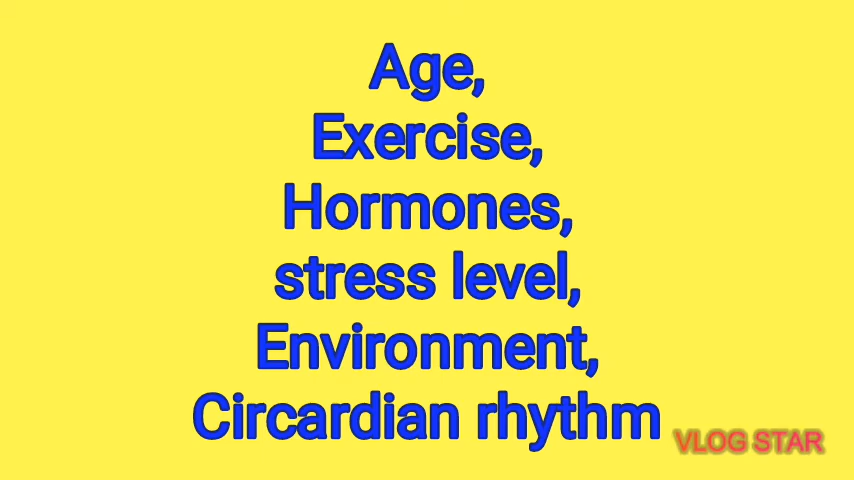 Age,
Exercise,
Hormones,
stress level,
Environment,
Circardian rhythm
VLOG STAR